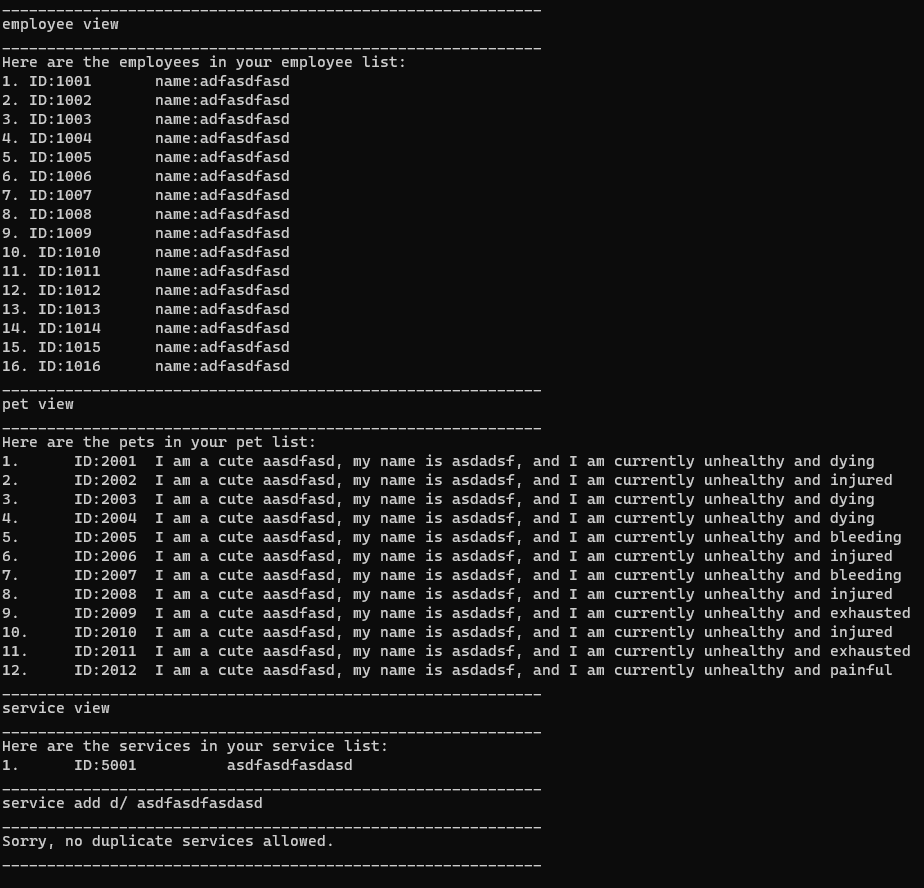 ____________________________________________________________
employee view
____________________________________________________________
Here are the employees in your employee list:
1. ID:1001       name:adfasdfasd
2. ID:1002       name:adfasdfasd
3. ID:1003       name:adfasdfasd
4. ID:1004       name:adfasdfasd
5. ID:1005       name:adfasdfasd
6. ID:1006       name:adfasdfasd
7. ID:1007       name:adfasdfasd
8. ID:1008       name:adfasdfasd
9. ID:1009       name:adfasdfasd
10. ID:1010      name:adfasdfasd
11. ID:1011      name:adfasdfasd
12. ID:1012      name:adfasdfasd
13. ID:1013      name:adfasdfasd
14. ID:1014      name:adfasdfasd
15. ID:1015      name:adfasdfasd
16. ID:1016      name:adfasdfasd
____________________________________________________________
pet view
____________________________________________________________
Here are the pets in your pet list:
1.      ID:2001  I am a cute aasdfasd, my name is asdadsf, and I am currently unhealthy and dying
2.      ID:2002  I am a cute aasdfasd, my name is asdadsf, and I am currently unhealthy and injured
3.      ID:2003  I am a cute aasdfasd, my name is asdadsf, and I am currently unhealthy and dying
4.      ID:2004  I am a cute aasdfasd, my name is asdadsf, and I am currently unhealthy and dying
5.      ID:2005  I am a cute aasdfasd, my name is asdadsf, and I am currently unhealthy and bleeding
6.      ID:2006  I am a cute aasdfasd, my name is asdadsf, and I am currently unhealthy and injured
7.      ID:2007  I am a cute aasdfasd, my name is asdadsf, and I am currently unhealthy and bleeding
8.      ID:2008  I am a cute aasdfasd, my name is asdadsf, and I am currently unhealthy and injured
9.      ID:2009  I am a cute aasdfasd, my name is asdadsf, and I am currently unhealthy and exhausted
10.     ID:2010  I am a cute aasdfasd, my name is asdadsf, and I am currently unhealthy and injured
11.     ID:2011  I am a cute aasdfasd, my name is asdadsf, and I am currently unhealthy and exhausted
12.     ID:2012  I am a cute aasdfasd, my name is asdadsf, and I am currently unhealthy and painful
____________________________________________________________
service view
____________________________________________________________
Here are the services in your service list:
1.      ID:5001          asdfasdfasdasd
____________________________________________________________
service add d/ asdfasdfasdasd
____________________________________________________________
Sorry, no duplicate services allowed.
____________________________________________________________